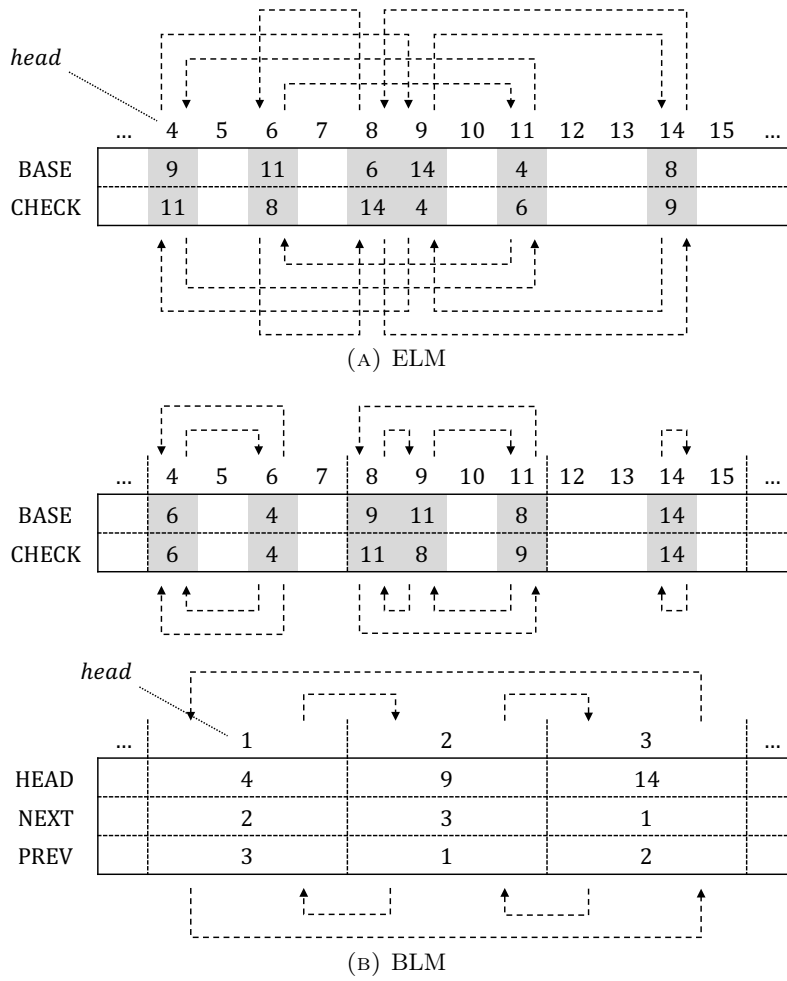 head
... 4 5 6 7 8 9 10 11 12 13 14 15 ...
BASE 9 11 6 14 4 8
CHECK 11 8 14 4 6 9
(A) ELM
... 4 5 6 7 8 9 10 11 12 13 14 15 ...
BASE 6 4 9 11 8 14
CHECK 6 4 11 8 9 14
head
... 1 2 3 ...
HEAD 4 9 14
NEXT 2 3 1
PREV 3 1 2
(B) BLM